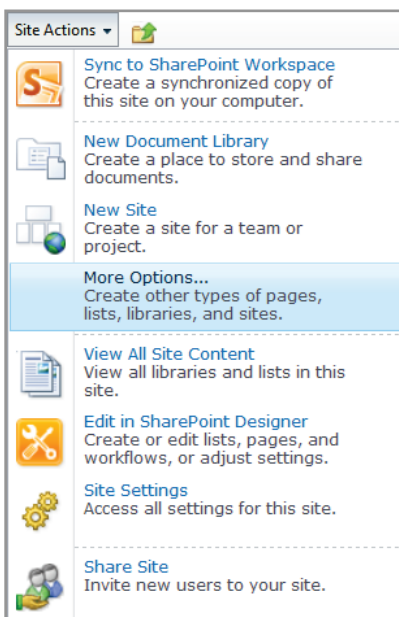 Site Actions
Sync to SharePoint Workspace
Create a synchronized copy of
this site on your computer.
New Document Library
Create a place to store and share
documents.
New Site
Create a site for a team or
project.
More Options...
Create other types of pages,
lists, libraries, and sites.
View All Site Content
View all libraries and lists in this
site.
Edit in SharePoint Designer
Create or edit lists, pages, and
workflows, or adjust settings.
Site Settings
Access all settings for this site.
Share Site
Invite new users to your site.